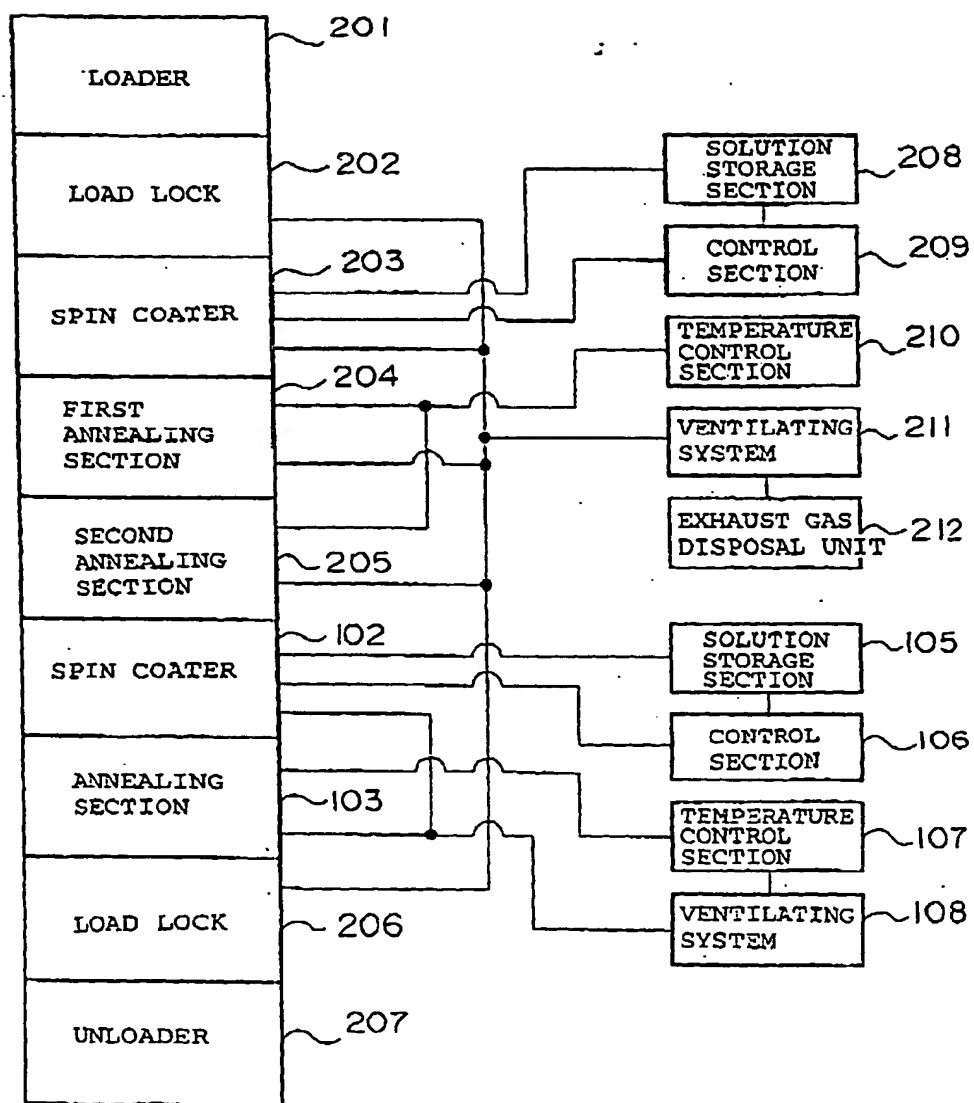 201
LOADER
202
LOAD LOCK
203
SPIN COATER
204
FIRST
ANNEALING
SECTION
SECOND
ANNEALING
SECTION
205
102
SPIN COATER
ANNEALING
SECTION
103
LOAD LOCK
206
UNLOADER
207
SOLUTION
STORAGE
SECTION
208
CONTROL
SECTION
209
TEMPERATURE
CONTROL
SECTION
210
VENTILATING
SYSTEM
211
EXHAUST GAS
DISPOSAL UNIT
212
SOLUTION
STORAGE
SECTION
105
CONTROL
SECTION
106
TEMPERATURE
CONTROL
SECTION
107
VENTILATING
SYSTEM
108